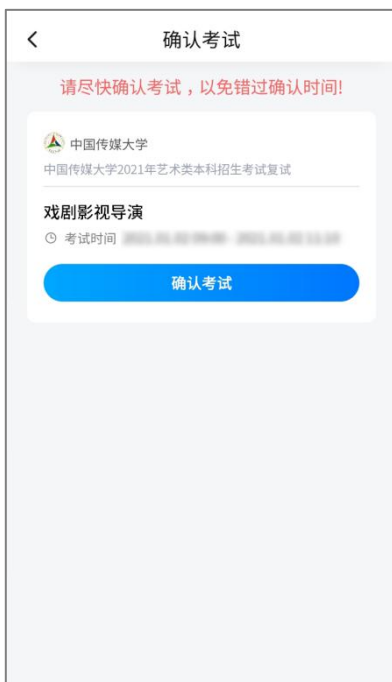 确认考试
请尽快确认考试，以免错过确认时间!
中国传媒大学
中国传媒大学2021年艺术类本科招生考试复试
戏剧影视导演
考试时间
确认考试